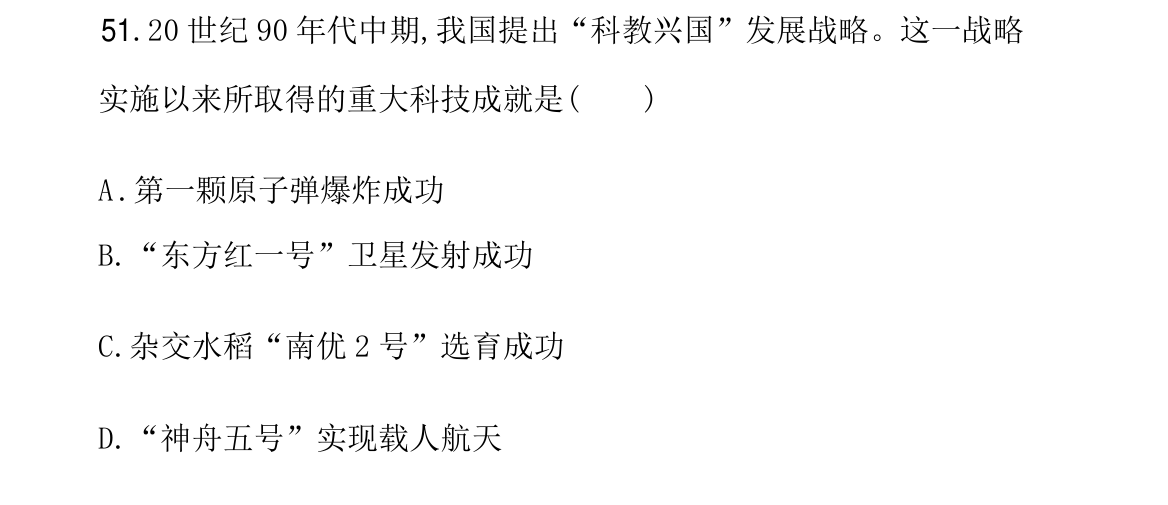 51.20世纪90年代中期,我国提出“科教兴国”发展战略。这一战略
实施以来所取得的重大科技成就是(　　)
A.第一颗原子弹爆炸成功
B.“东方红一号”卫星发射成功
C.杂交水稻“南优2号”选育成功
D.“神舟五号”实现载人航天